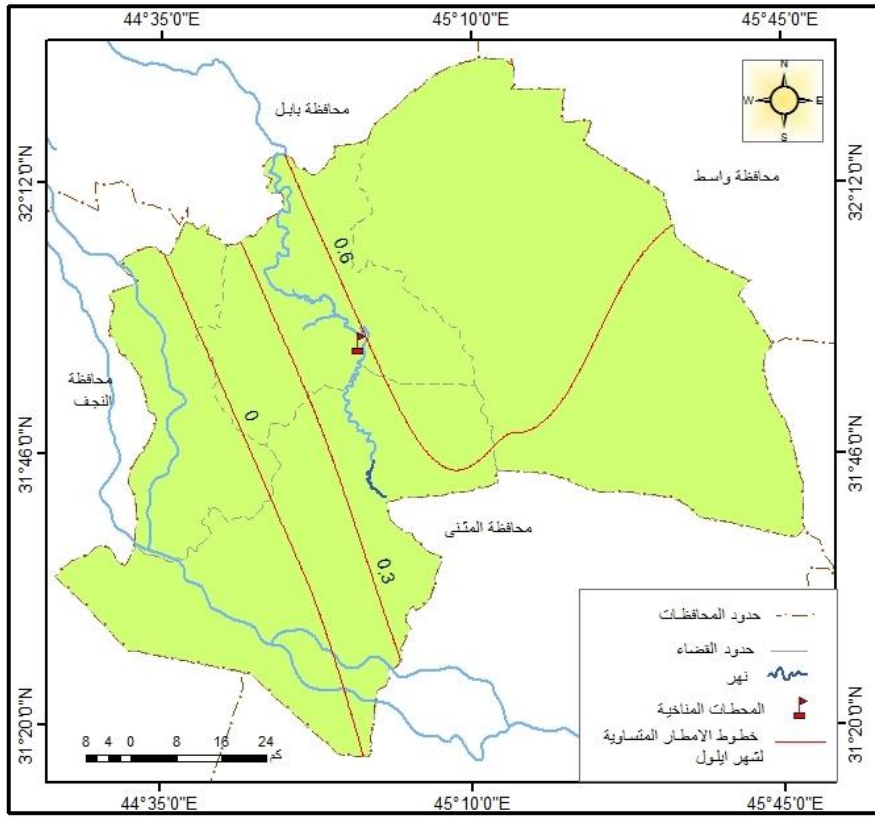 44°35'0"E 45°10'0"E 45°45'0"E
N
W E
S
محافظة بابل
محافظة واسط
32°12'0"N 32°12'0"N
0.6
محافظة
النجف
0
31°46'0"N 31°46'0"N
محافظة المثنى
0.3
حدود المحافظات
حدود القضاء
نهر
المحطات المناخية
خطوط الامطار المتساوية
لشهر ايلول
31°20'0"N 31°20'0"N
8 4 0 8 16 24
كم
44°35'0"E 45°10'0"E 45°45'0"E